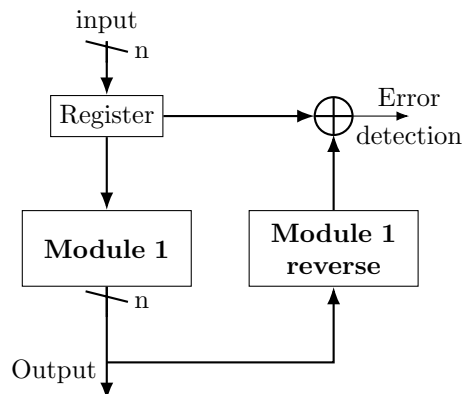 input
n
Register
Error
detection
Module 1
Module 1
reverse
n
Output